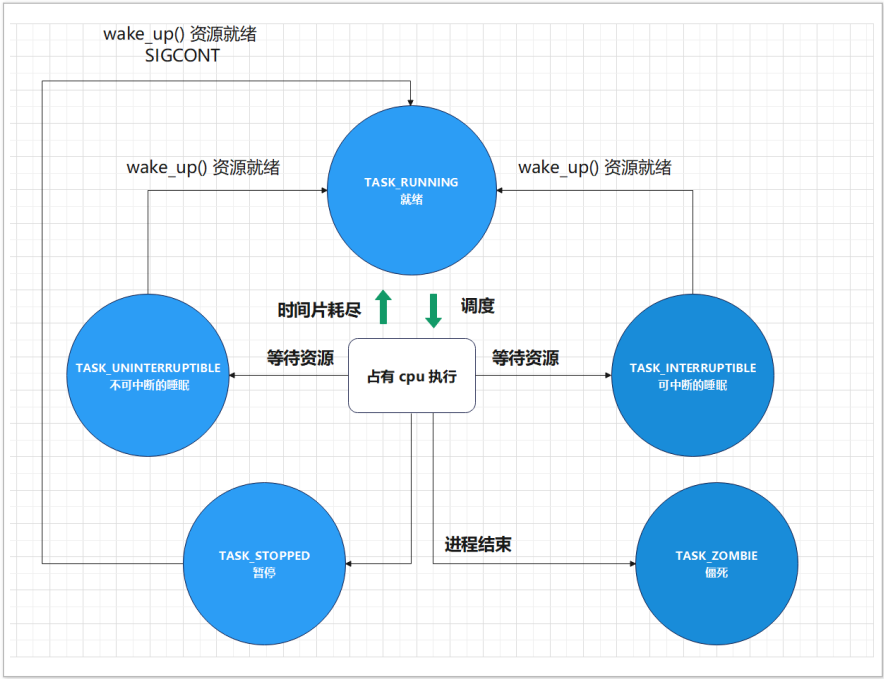 wake_up() 资源就绪
SIGCONT
wake_up() 资源就绪
wake_up() 资源就绪
TASK_RUNNING
就绪
时间片耗尽
调度
TASK_UNINTERRUPTIBLE
不可中断的睡眠
等待资源
占有 cpu 执行
等待资源
TASK_INTERRUPTIBLE
可中断的睡眠
TASK_STOPPED
暂停
进程结束
TASK_ZOMBIE
僵死